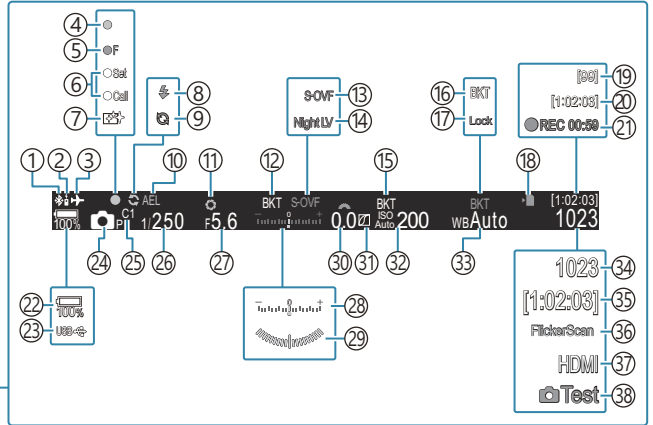 ④
⑤ F
⑥ Set
Call
⑦
⑧
⑨
S-OVF ⑬
Night LV ⑭
⑯ BKT
⑰ Lock
[99] ⑲
[1:02:03] ⑳
REC 00:59 ㉑
① ② ③ ⑩ ⑪ ⑫ ⑮ ⑱
AEL BKT S-OVF BKT BKT [1:02:03]
100% C1 P 1/250 F5.6 − 0 + 0.0 ISO Auto 200 WBAuto 1023
㉔ ㉕ ㉖ ㉗ ㉚ ㉛ ㉜ ㉝
㉒ 100%
㉓ USB
− 0 + ㉘
㉙
1023 ㉞
[1:02:03] ㉟
FlickerScan ㊱
HDMI ㊲
Test ㊳